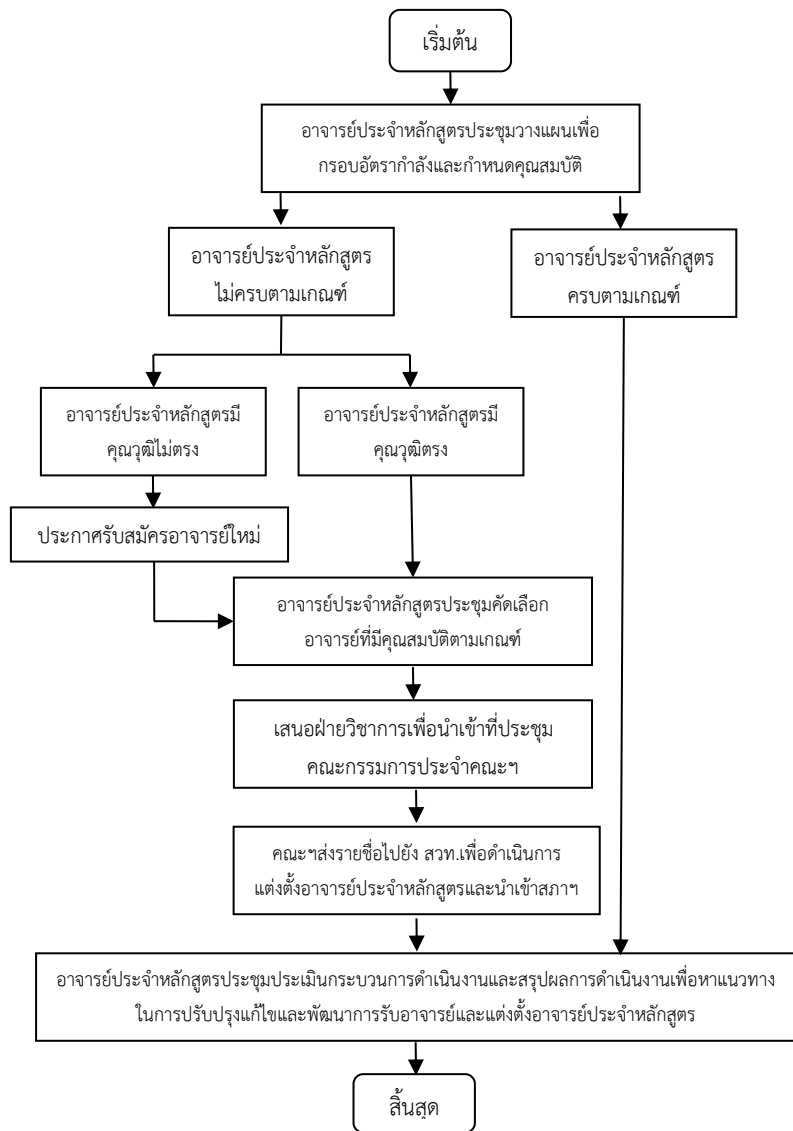 เริ่มต้น
อาจารย์ประจำหลักสูตรประชุมวางแผนเพื่อ
กรอบอัตรากำลังและกำหนดคุณสมบัติ
อาจารย์ประจำหลักสูตร
ไม่ครบตามเกณฑ์
อาจารย์ประจำหลักสูตร
ครบตามเกณฑ์
อาจารย์ประจำหลักสูตรมี
คุณวุฒิไม่ตรง
อาจารย์ประจำหลักสูตรมี
คุณวุฒิตรง
ประกาศรับสมัครอาจารย์ใหม่
อาจารย์ประจำหลักสูตรประชุมคัดเลือก
อาจารย์ที่มีคุณสมบัติตามเกณฑ์
เสนอฝ่ายวิชาการเพื่อนำเข้าที่ประชุม
คณะกรรมการประจำคณะฯ
คณะฯส่งรายชื่อไปยัง สวท.เพื่อดำเนินการ
แต่งตั้งอาจารย์ประจำหลักสูตรและนำเข้าสภาฯ
อาจารย์ประจำหลักสูตรประชุมประเมินกระบวนการดำเนินงานและสรุปผลการดำเนินงานเพื่อหาแนวทาง
ในการปรับปรุงแก้ไขและพัฒนาการรับอาจารย์และแต่งตั้งอาจารย์ประจำหลักสูตร
สิ้นสุด